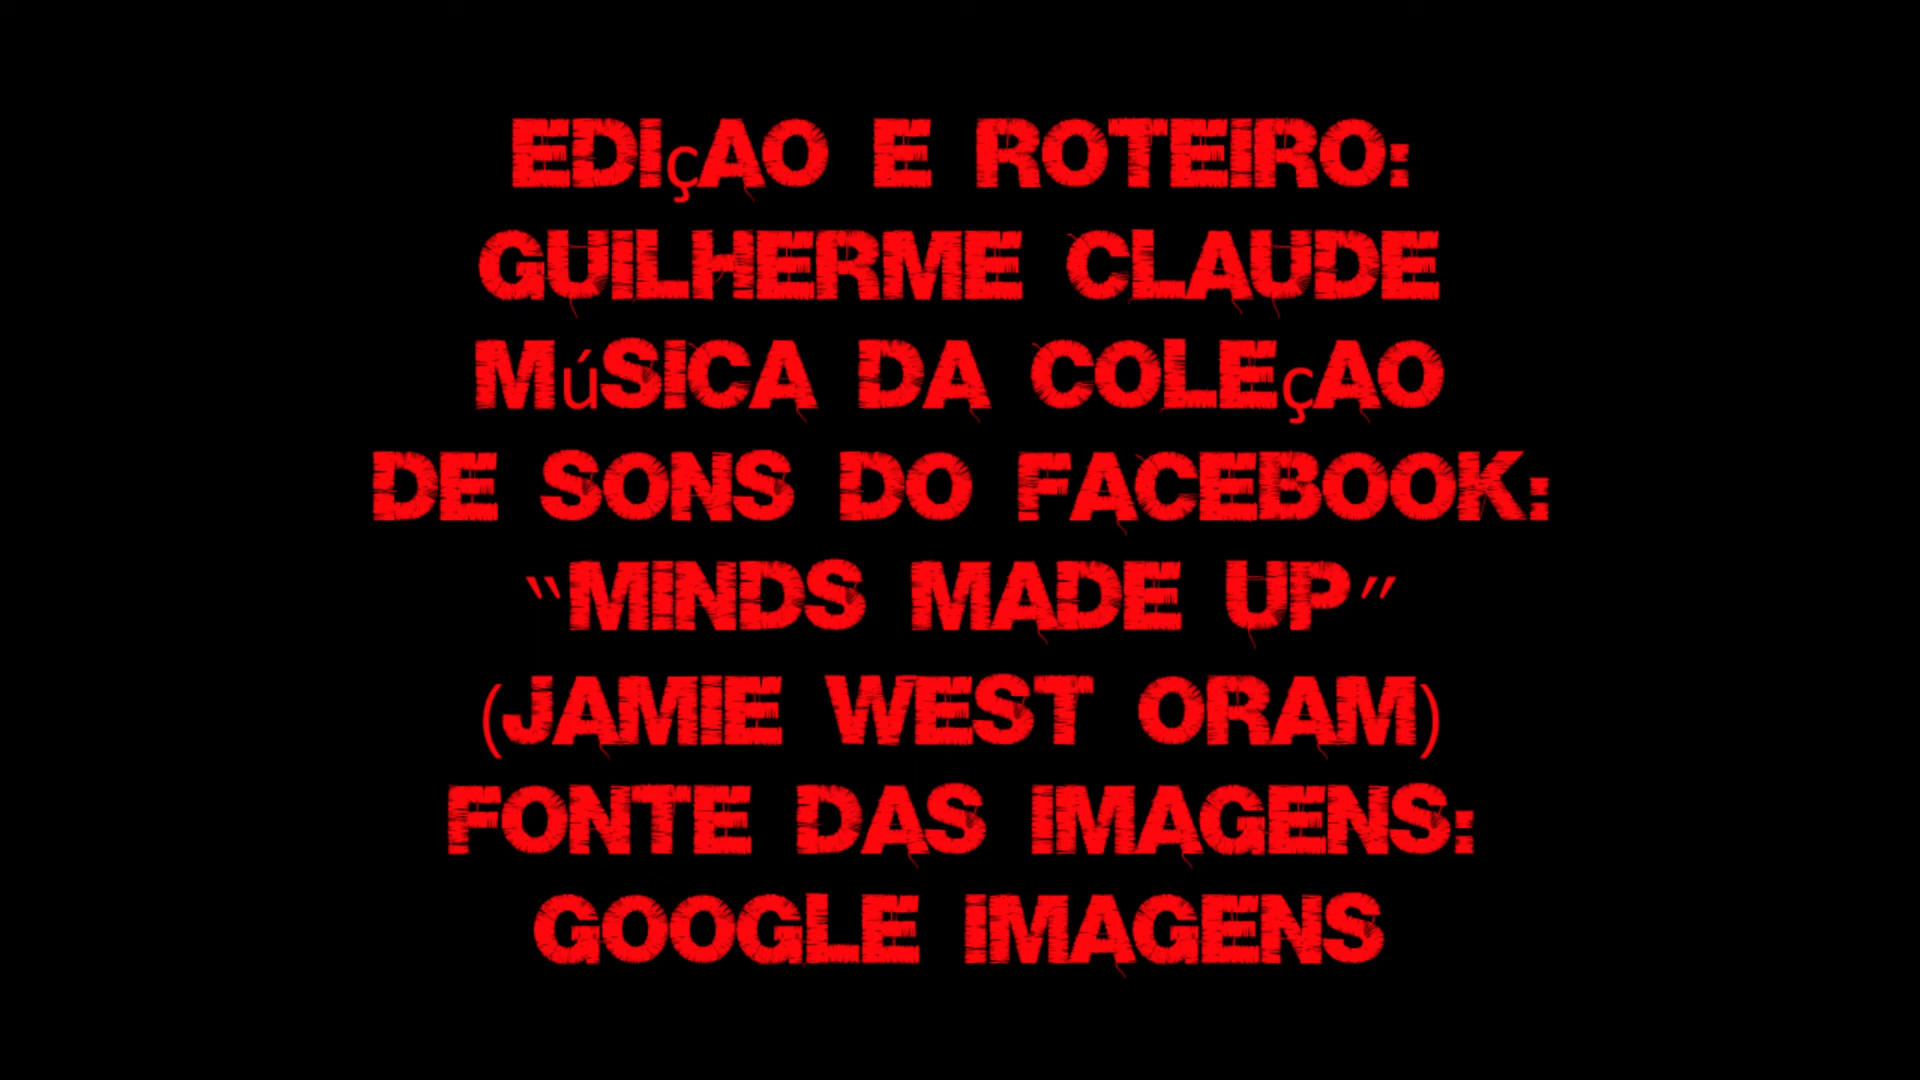 EDIçAO E ROTEIRO:
GUILHERME CLAUDE
MúSICA DA COLEçAO
DE SONS DO FACEBOOK:
"MINDS MADE UP"
(JAMIE WEST ORAM)
FONTE DAS IMAGENS:
GOOGLE IMAGENS